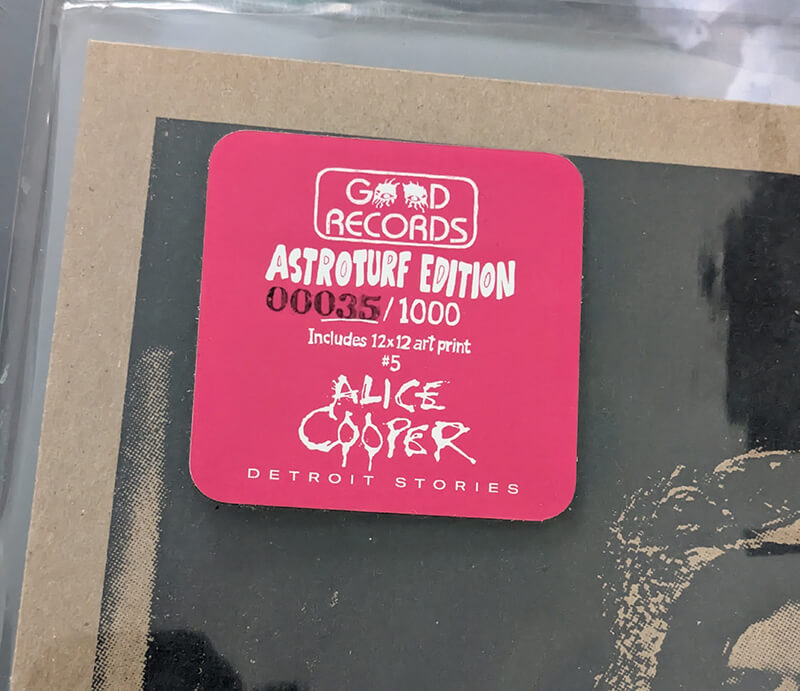 GOOD
RECORDS
ASTROTURF EDITION
00035/1000
Includes 12x12 art print
#5
ALICE
COOPER
DETROIT STORIES